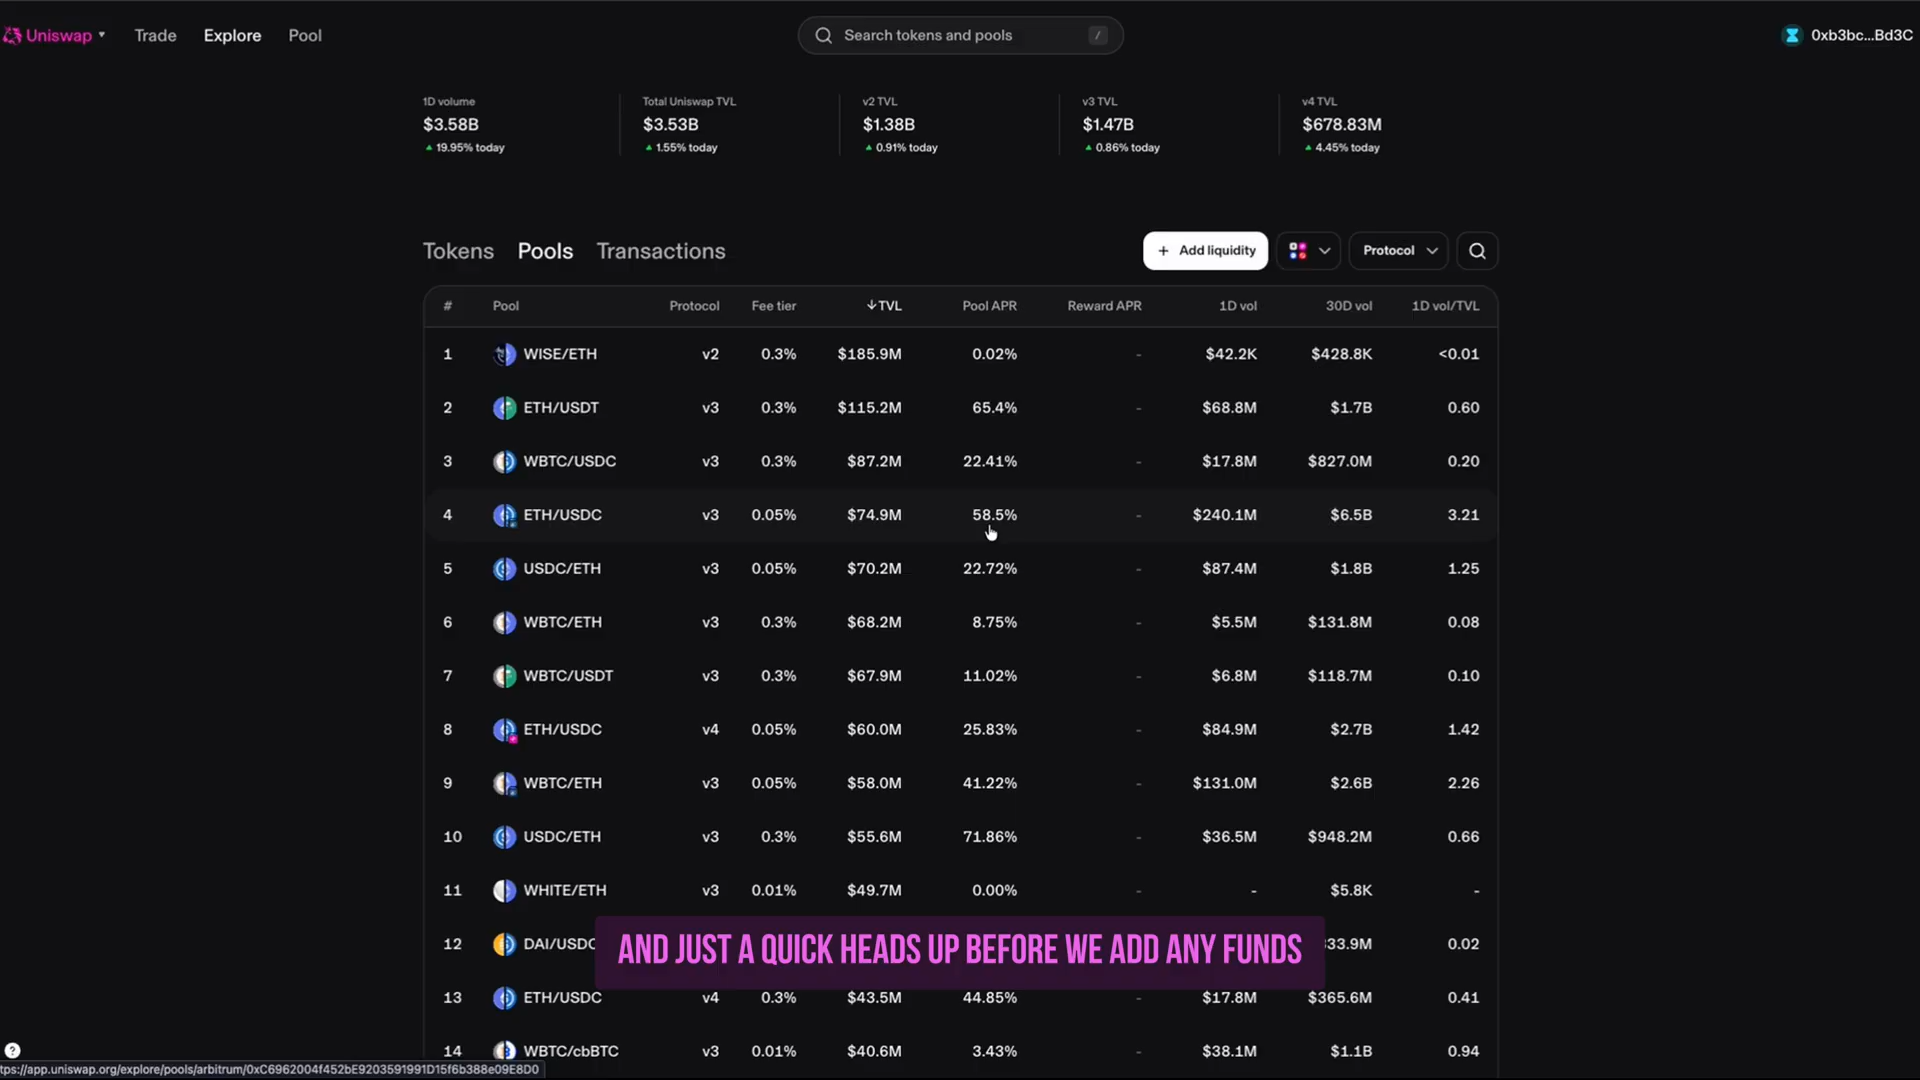 Uniswap Trade Explore Pool Search tokens and pools / 0xb3bc...Bd3C
1D volume Total Uniswap TVL v2 TVL v3 TVL v4 TVL
$3.58B $3.53B $1.38B $1.47B $678.83M
19.95% today 1.55% today 0.91% today 0.86% today 4.45% today
Tokens Pools Transactions + Add liquidity Protocol
# Pool Protocol Fee tier ↓TVL Pool APR Reward APR 1D vol 30D vol 1D vol/TVL
1 WISE/ETH v2 0.3% $185.9M 0.02% - $42.2K $428.8K <0.01
2 ETH/USDT v3 0.3% $115.2M 65.4% - $68.8M $1.7B 0.60
3 WBTC/USDC v3 0.3% $87.2M 22.41% - $17.8M $827.0M 0.20
4 ETH/USDC v3 0.05% $74.9M 58.5% - $240.1M $6.5B 3.21
5 USDC/ETH v3 0.05% $70.2M 22.72% - $87.4M $1.8B 1.25
6 WBTC/ETH v3 0.3% $68.2M 8.75% - $5.5M $131.8M 0.08
7 WBTC/USDT v3 0.3% $67.9M 11.02% - $6.8M $118.7M 0.10
8 ETH/USDC v4 0.05% $60.0M 25.83% - $84.9M $2.7B 1.42
9 WBTC/ETH v3 0.05% $58.0M 41.22% - $131.0M $2.6B 2.26
10 USDC/ETH v3 0.3% $55.6M 71.86% - $36.5M $948.2M 0.66
11 WHITE/ETH v3 0.01% $49.7M 0.00% - - $5.8K -
12 DAI/USDC 33.9M 0.02
AND JUST A QUICK HEADS UP BEFORE WE ADD ANY FUNDS
13 ETH/USDC v4 0.3% $43.5M 44.85% - $17.8M $365.6M 0.41
14 WBTC/cbBTC v3 0.01% $40.6M 3.43% - $38.1M $1.1B 0.94
?
tps://app.uniswap.org/explore/pools/arbitrum/0xC6962004f452bE9203591991D15f6b388e09E8D0